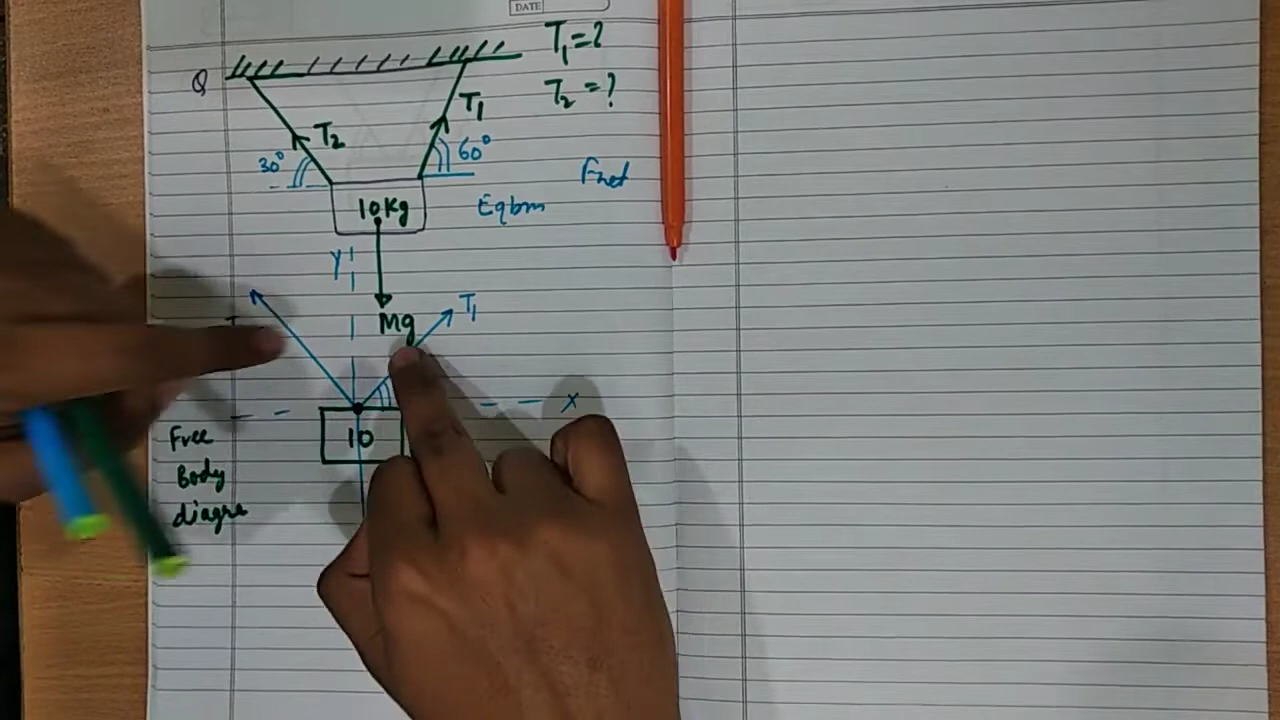 DATE
T₁=?
Q
T₂ =?
T₁
T₂
30°
60°
Fnet
10Kg
Eqbm
Y
Mg
T₁
x
10
Free
Body
diagra